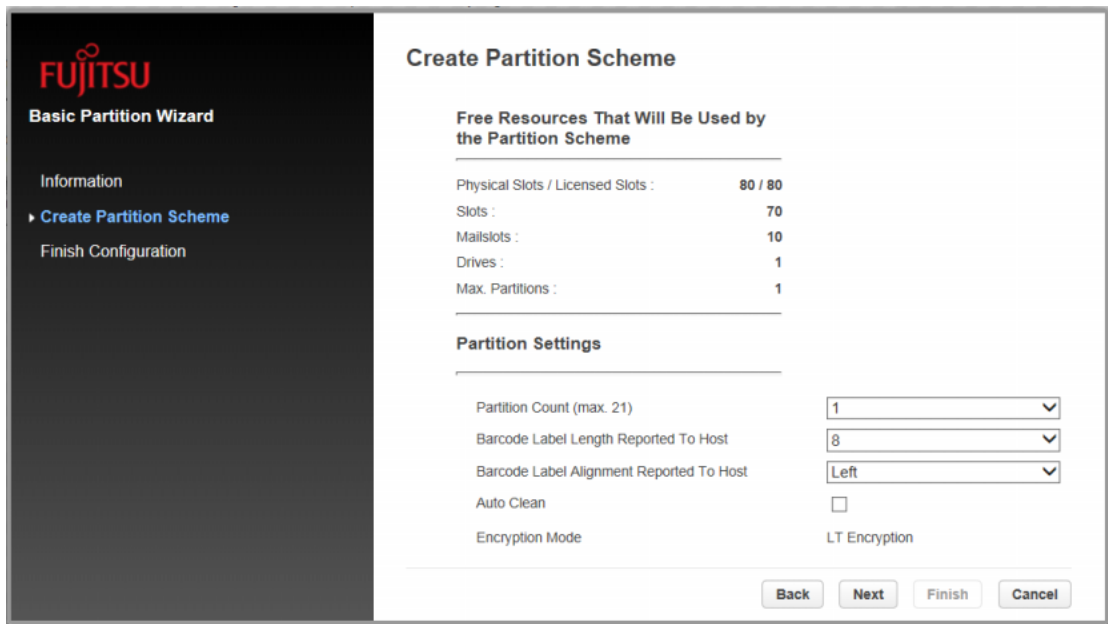 FUJITSU
Basic Partition Wizard
Information
Create Partition Scheme
Finish Configuration
Create Partition Scheme
Free Resources That Will Be Used by
the Partition Scheme
Physical Slots / Licensed Slots : 80 / 80
Slots : 70
Mailslots : 10
Drives : 1
Max. Partitions : 1
Partition Settings
Partition Count (max. 21) 1
Barcode Label Length Reported To Host 8
Barcode Label Alignment Reported To Host Left
Auto Clean
Encryption Mode LT Encryption
Back Next Finish Cancel